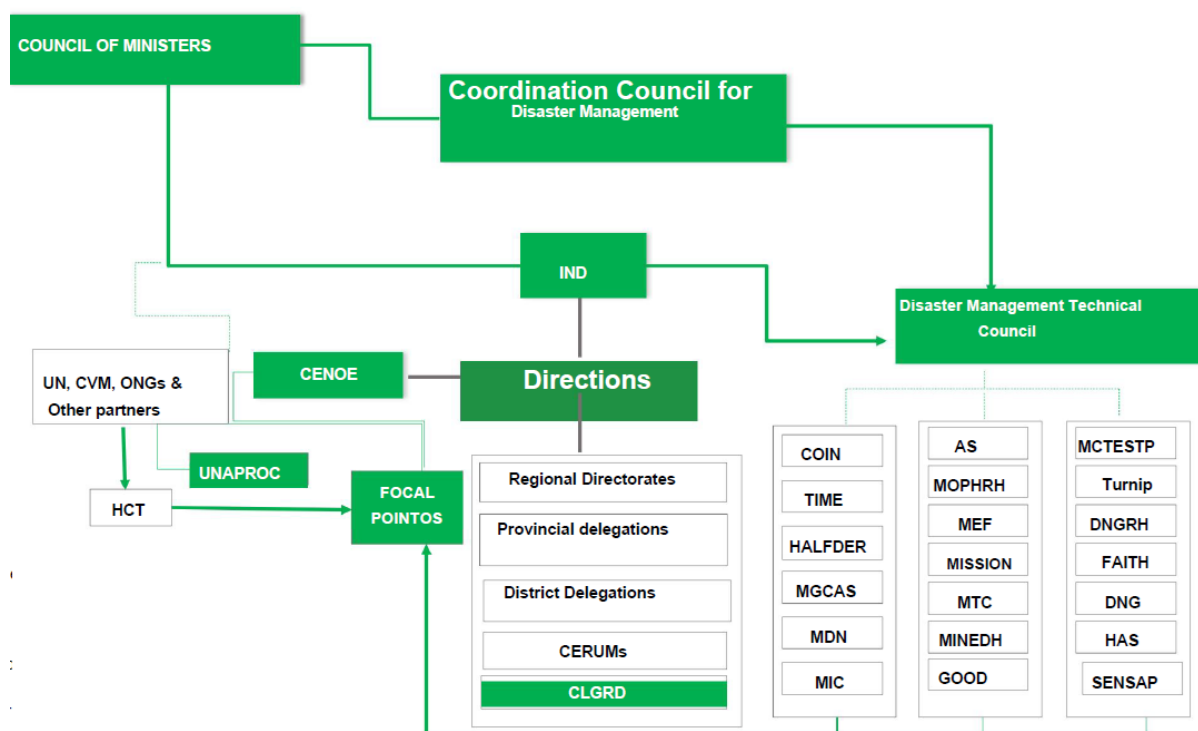 COUNCIL OF MINISTERS
Coordination Council for
Disaster Management
IND
Disaster Management Technical
Council
UN, CVM, ONGs &
Other partners
CENOE
Directions
UNAPROC
HCT
FOCAL
POINTOS
Regional Directorates
Provincial delegations
District Delegations
CERUMs
CLGRD
COIN
TIME
HALFDER
MGCAS
MDN
MIC
AS
MOPHRH
MEF
MISSION
MTC
MINEDH
GOOD
MCTESTP
Turnip
DNGRH
FAITH
DNG
HAS
SENSAP